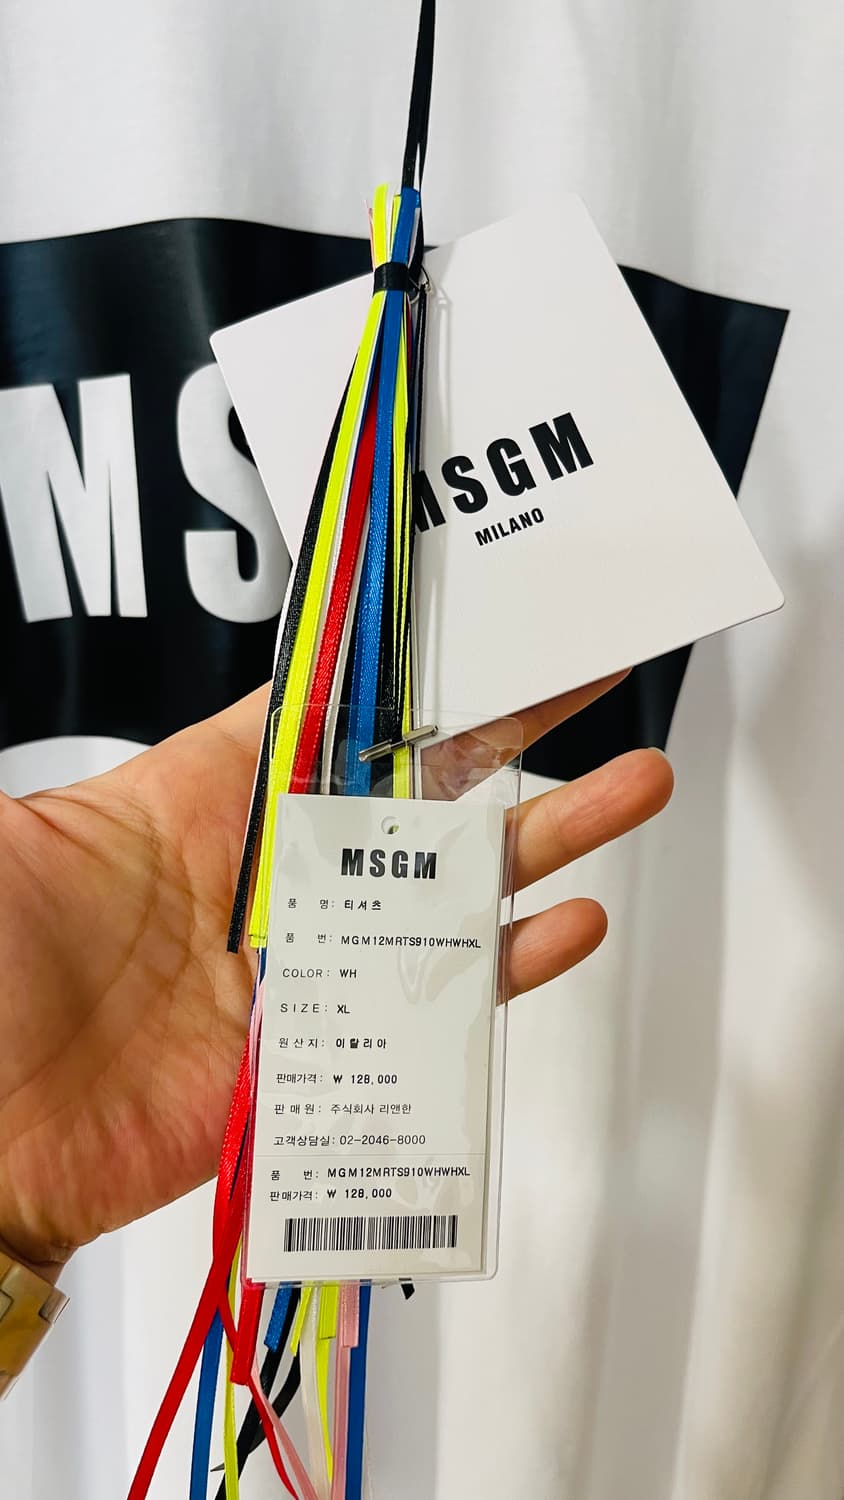 MS
MSGM
MILANO
MSGM
품 명: 티셔츠
품 번: MGM12MRTS910WHWHXL
COLOR: WH
SIZE: XL
원산지: 이탈리아
판매가격: ₩ 128,000
판매원: 주식회사 리앤한
고객상담실: 02-2046-8000
품 번: MGM12MRTS910WHWHXL
판매가격: ₩ 128,000